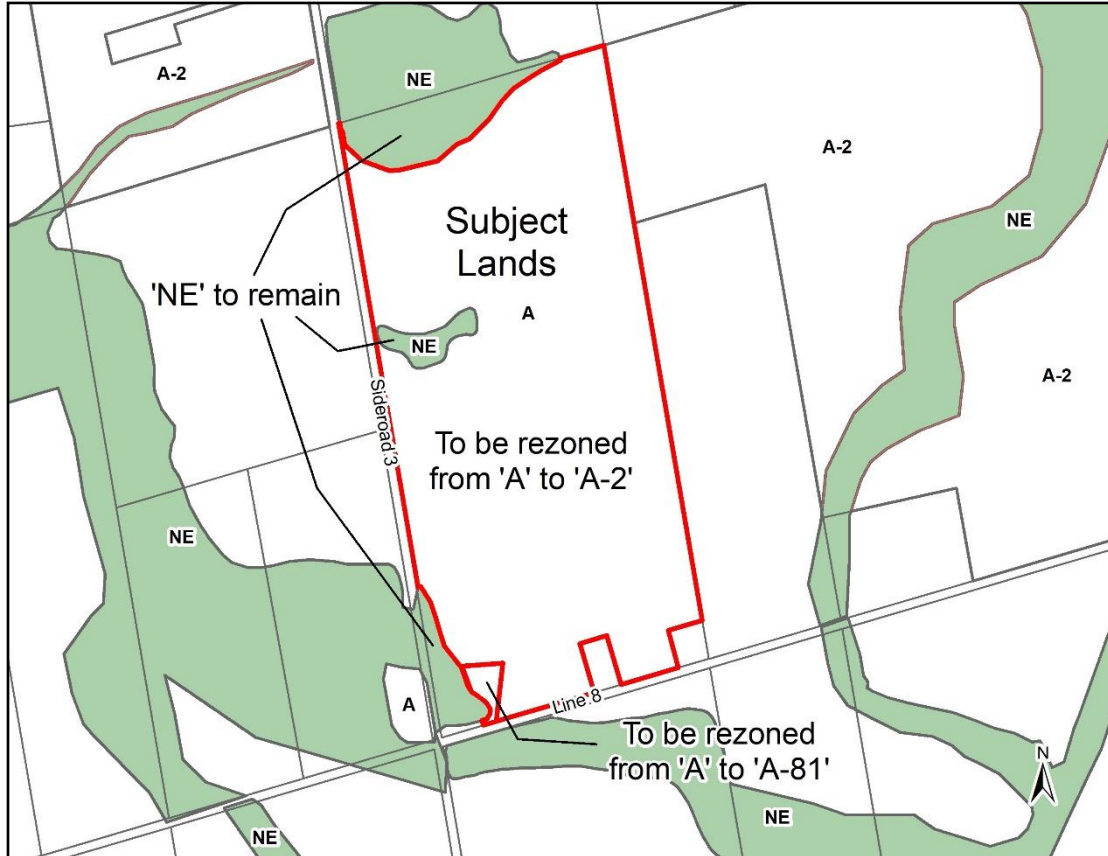 A-2
NE
A-2
NE
Subject
Lands
'NE' to remain
A
NE
A-2
Sideroad 3
To be rezoned
from 'A' to 'A-2'
NE
A
Line 8
To be rezoned
from 'A' to 'A-81'
N
NE
NE